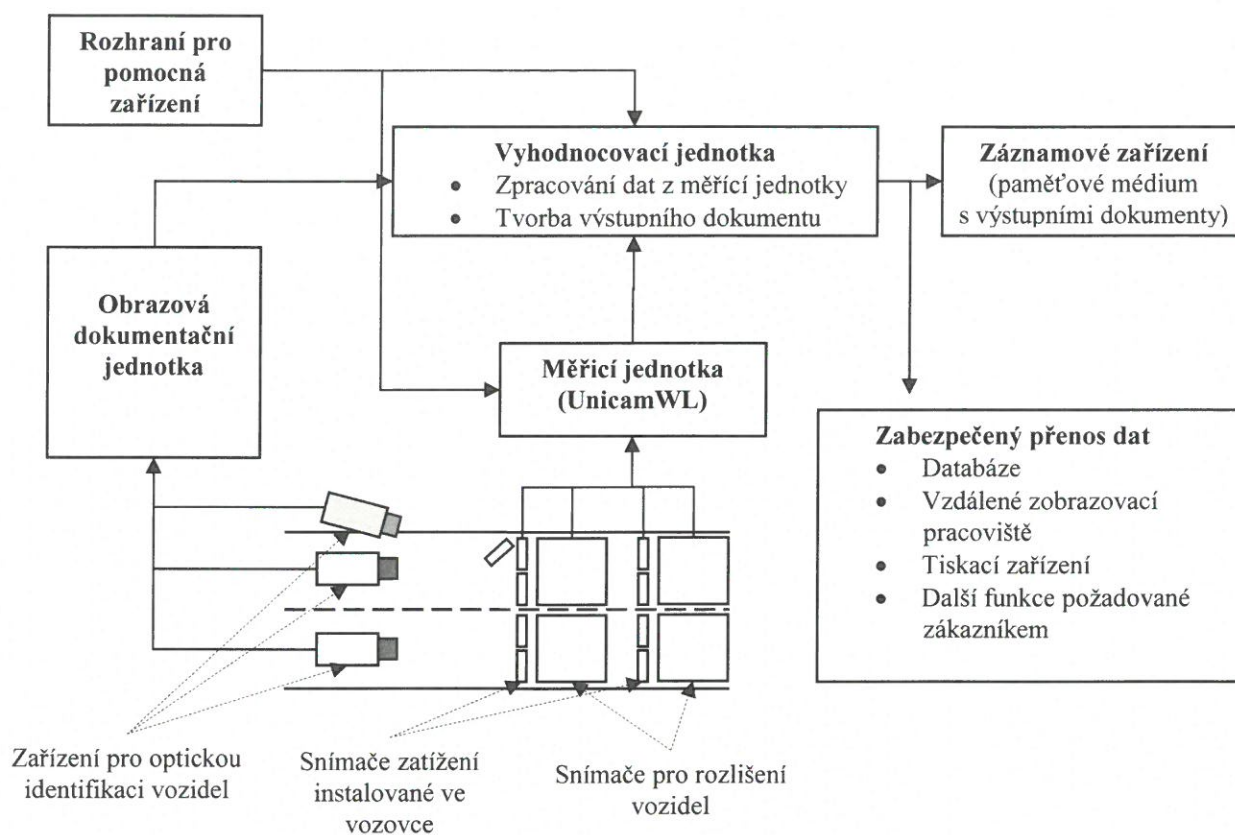 Rozhraní pro
pomocná
zařízení
Vyhodnocovací jednotka
• Zpracování dat z měřící jednotky
• Tvorba výstupního dokumentu
Záznamové zařízení
(paměťové médium
s výstupními dokumenty)
Obrazová
dokumentační
jednotka
Měřicí jednotka
(UnicamWL)
Zabezpečený přenos dat
• Databáze
• Vzdálené zobrazovací
pracoviště
• Tiskací zařízení
• Další funkce požadované
zákazníkem
Zařízení pro optickou
identifikaci vozidel
Snímače zatížení
instalované ve
vozovce
Snímače pro rozlišení
vozidel